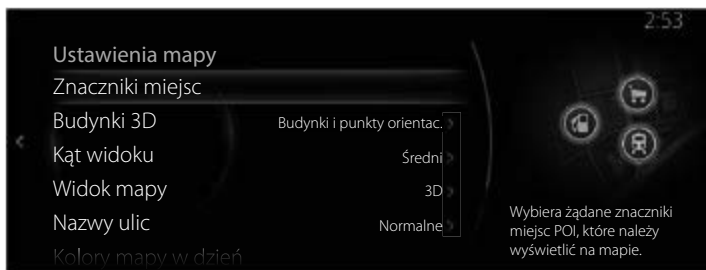 2:53
Ustawienia mapy
Znaczniki miejsc
Budynki 3D Budynki i punkty orientac.
Kąt widoku Średni
Widok mapy 3D
Nazwy ulic Normalne
Kolory mapy w dzień
Wybiera żądane znaczniki
miejsc POI, które należy
wyświetlić na mapie.